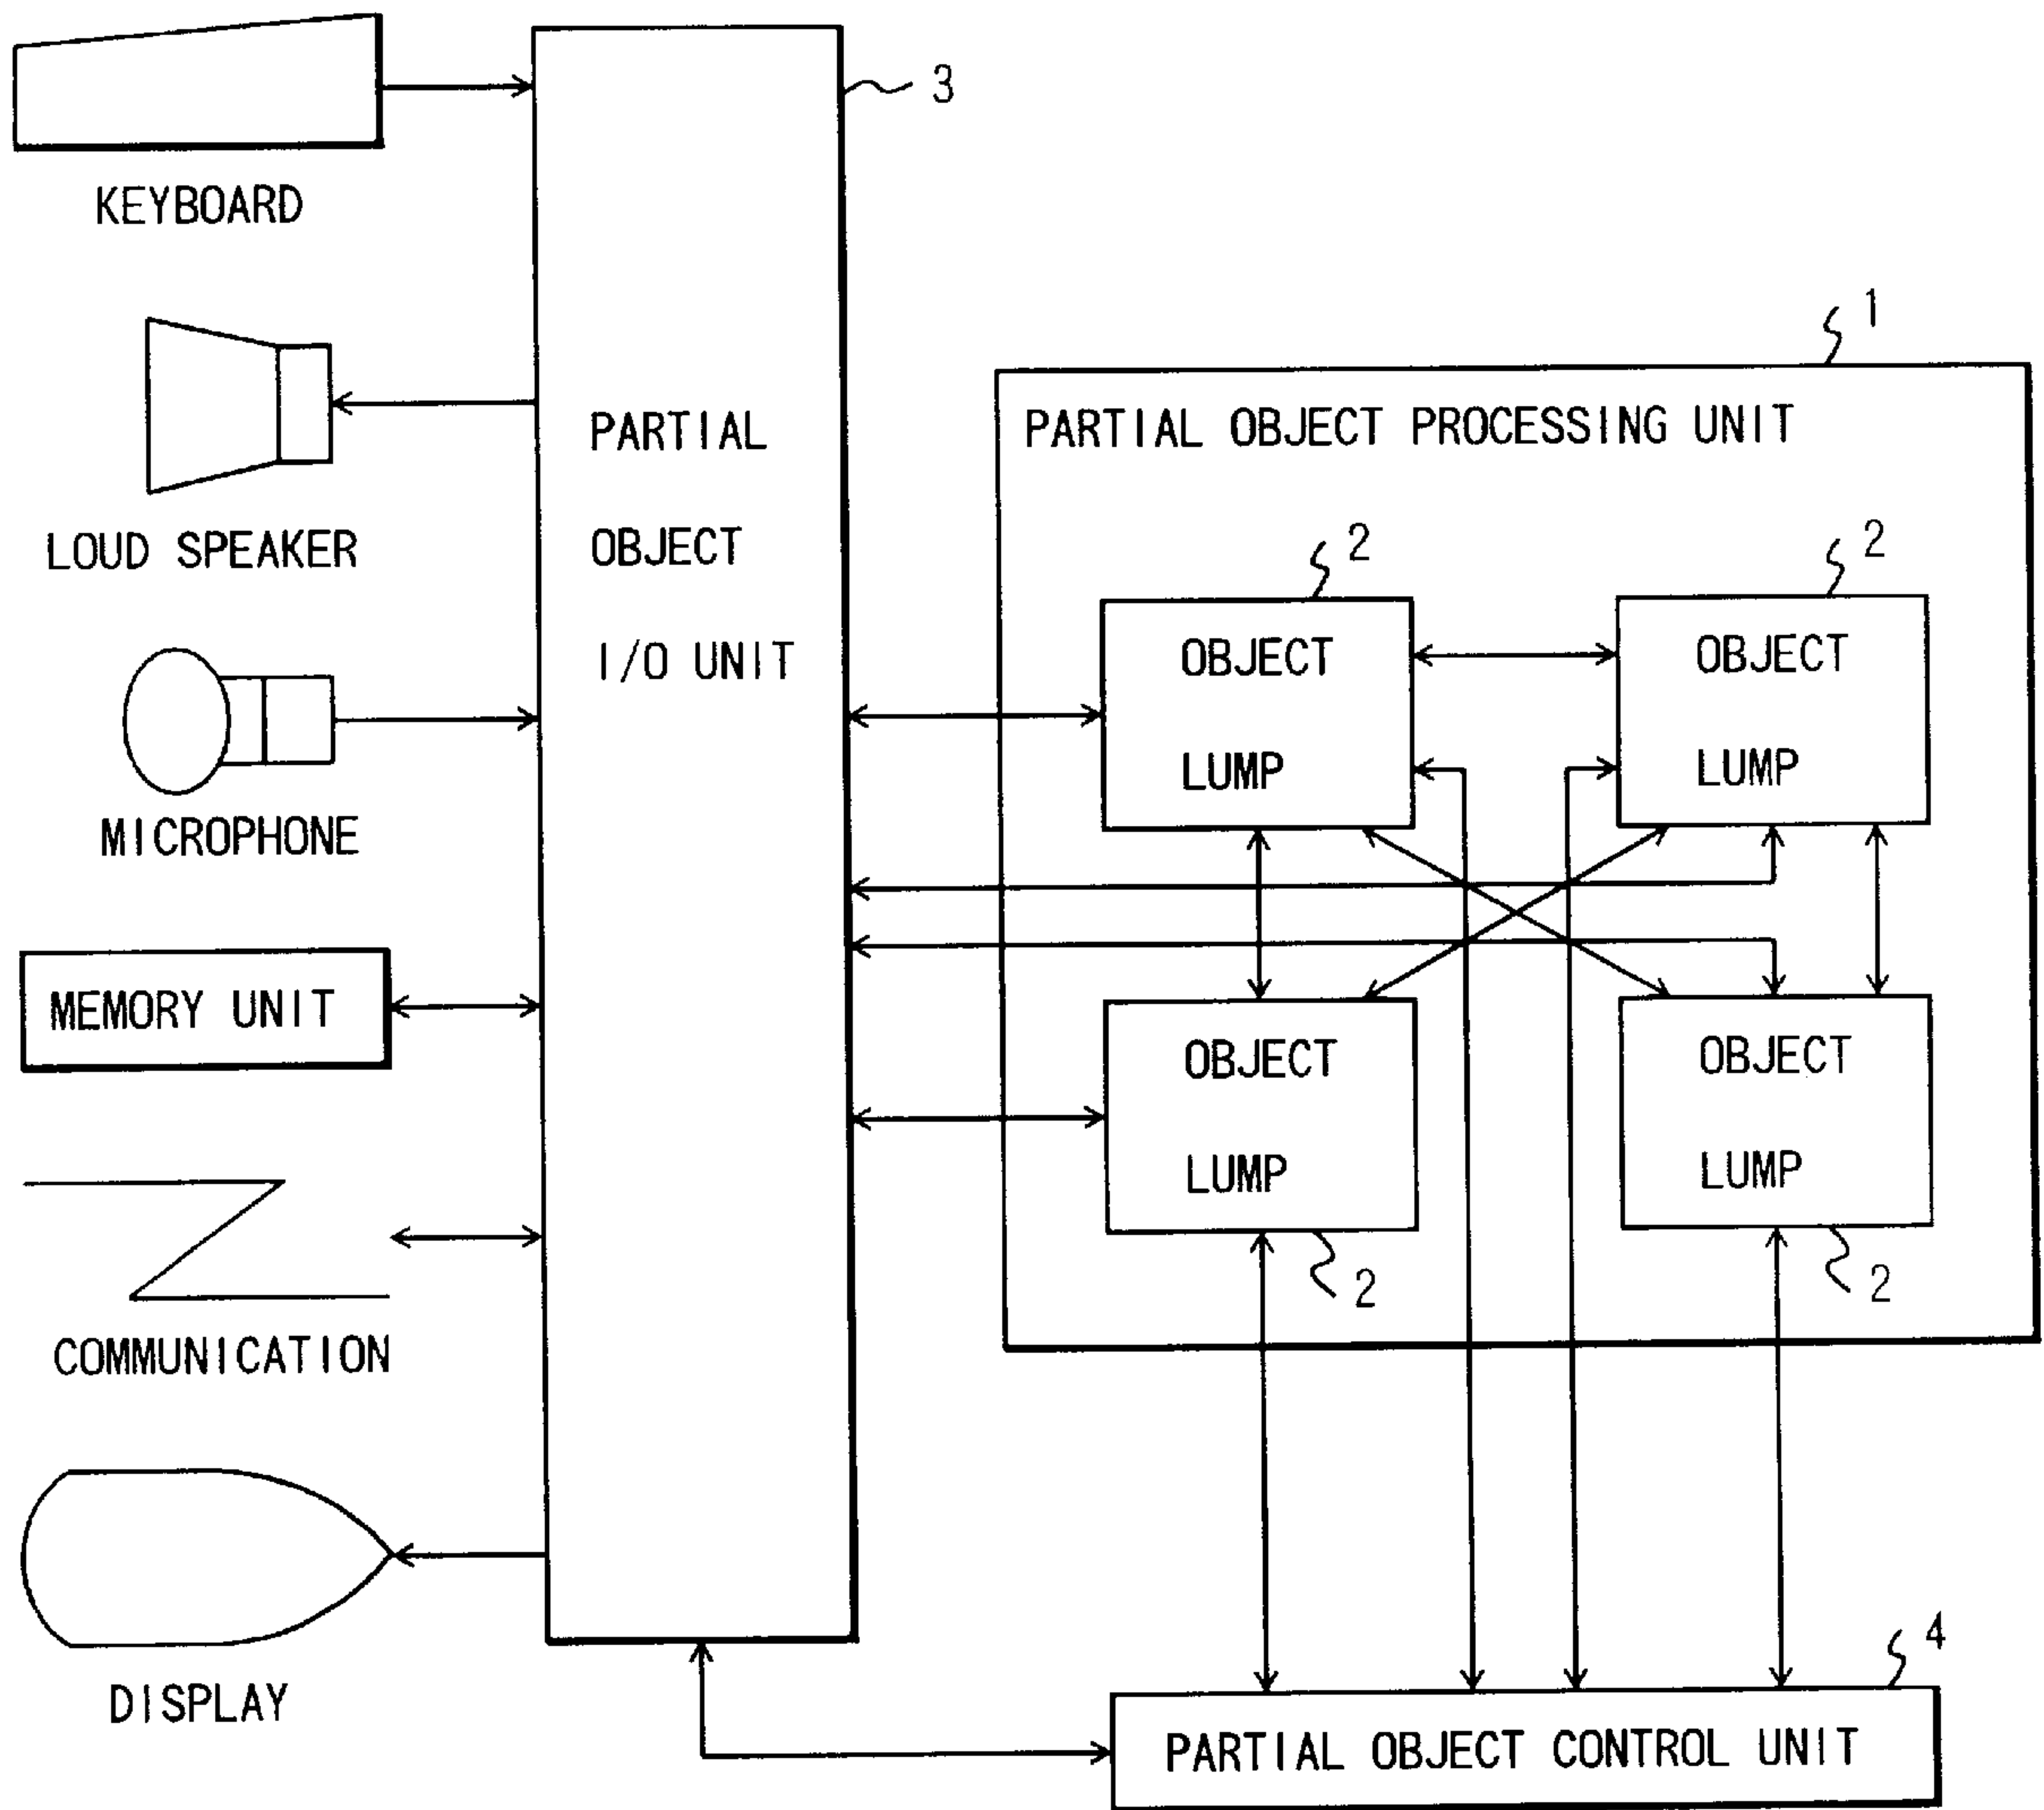 KEYBOARD
3
LOUD SPEAKER
MICROPHONE
MEMORY UNIT
COMMUNICATION
DISPLAY
PARTIAL
OBJECT
I/O UNIT
1
PARTIAL OBJECT PROCESSING UNIT
2
OBJECT
LUMP
2
OBJECT
LUMP
OBJECT
LUMP
2
OBJECT
LUMP
2
4
PARTIAL OBJECT CONTROL UNIT